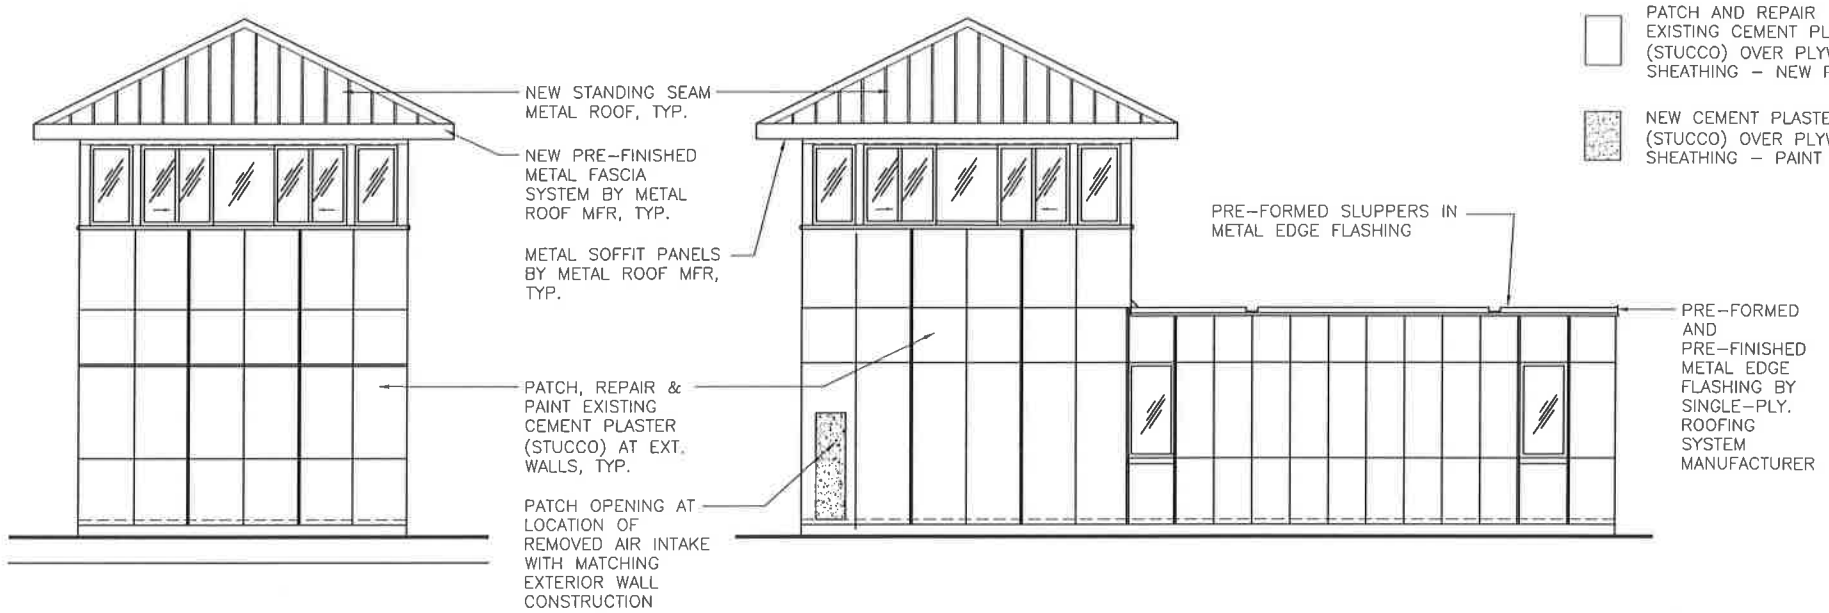 NEW STANDING SEAM
METAL ROOF, TYP.
NEW PRE-FINISHED
METAL FASCIA
SYSTEM BY METAL
ROOF MFR, TYP.
METAL SOFFIT PANELS
BY METAL ROOF MFR,
TYP.
PATCH, REPAIR &
PAINT EXISTING
CEMENT PLASTER
(STUCCO) AT EXT.
WALLS, TYP.
PATCH OPENING AT
LOCATION OF
REMOVED AIR INTAKE
WITH MATCHING
EXTERIOR WALL
CONSTRUCTION
PRE-FORMED SLUPPERS IN
METAL EDGE FLASHING
PATCH AND REPAIR
EXISTING CEMENT PL
(STUCCO) OVER PLY
SHEATHING - NEW
NEW CEMENT PLASTE
(STUCCO) OVER PLY
SHEATHING - PAINT
PRE-FORMED
AND
PRE-FINISHED
METAL EDGE
FLASHING BY
SINGLE-PLY.
ROOFING
SYSTEM
MANUFACTURER